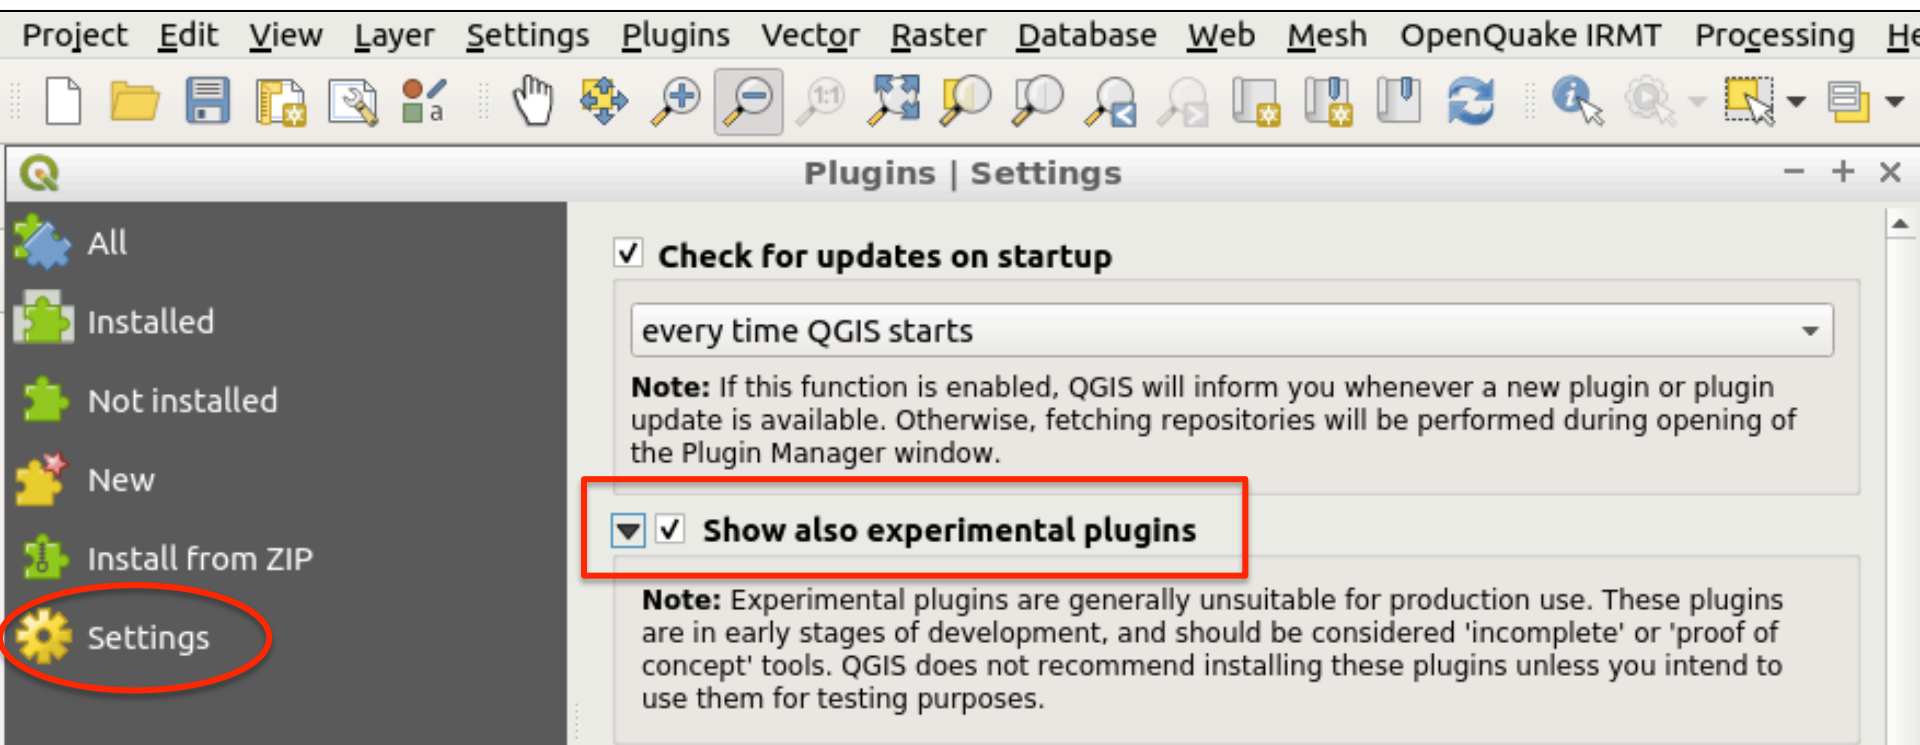 Project Edit View Layer Settings Plugins Vector Raster Database Web Mesh OpenQuake IRMT Processing He
a
1:1
Plugins | Settings
All
Installed
Not installed
New
Install from ZIP
Settings
Check for updates on startup
every time QGIS starts
Note: If this function is enabled, QGIS will inform you whenever a new plugin or plugin
update is available. Otherwise, fetching repositories will be performed during opening of
the Plugin Manager window.
Show also experimental plugins
Note: Experimental plugins are generally unsuitable for production use. These plugins
are in early stages of development, and should be considered 'incomplete' or 'proof of
concept' tools. QGIS does not recommend installing these plugins unless you intend to
use them for testing purposes.